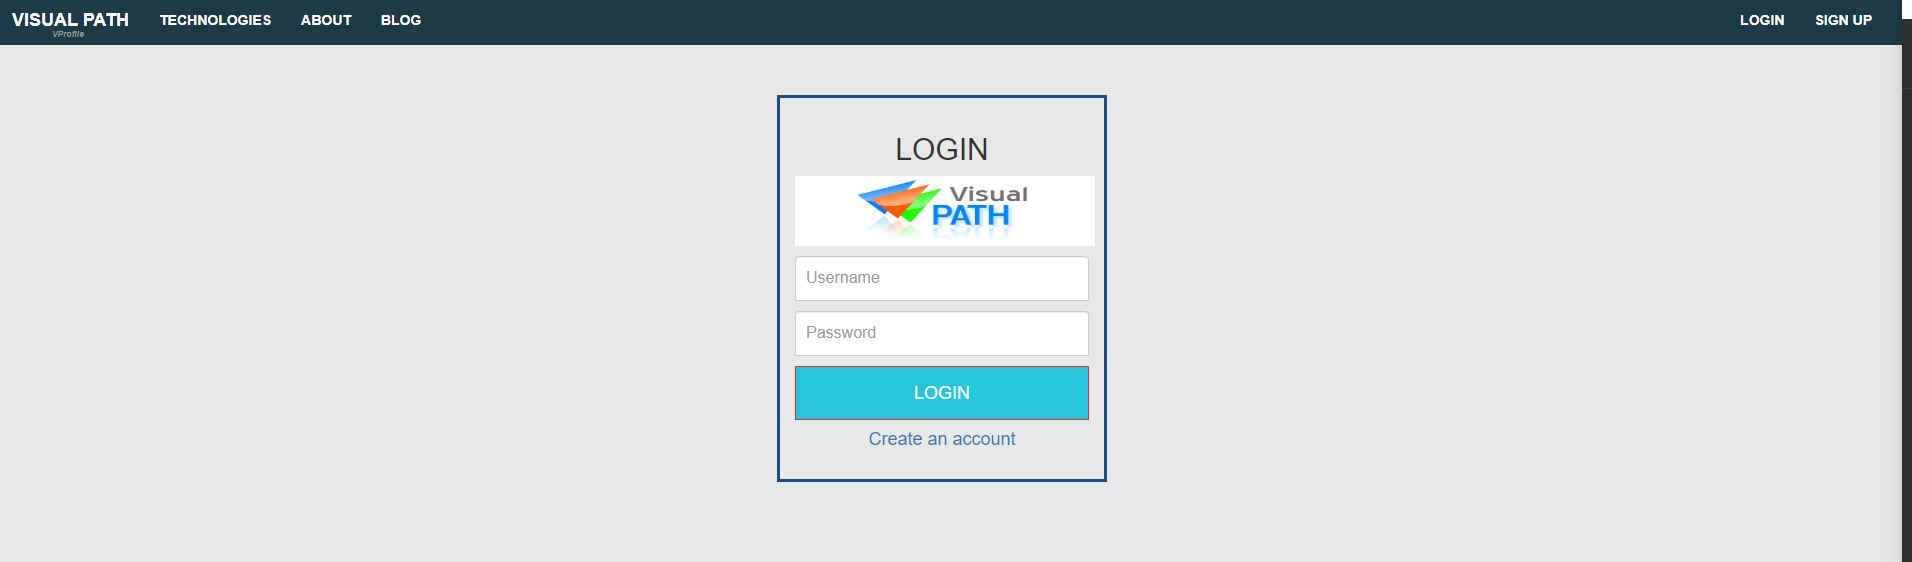 VISUAL PATH TECHNOLOGIES ABOUT BLOG LOGIN SIGN UP
VProfile
LOGIN
Visual
PATH
Username
Password
LOGIN
Create an account